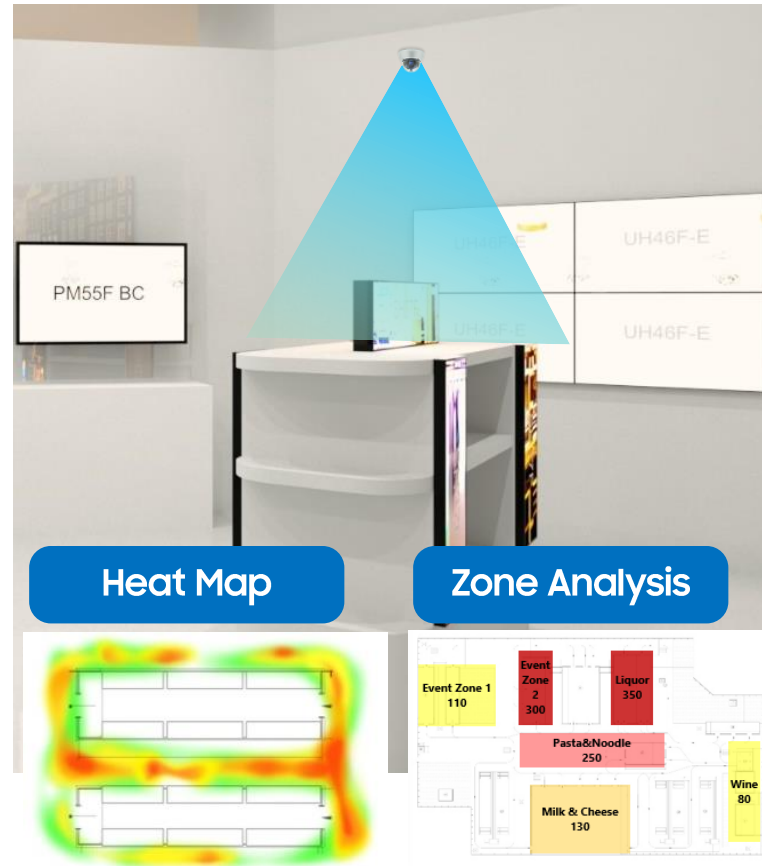 PM55F BC
UH46F-E
UH46F-E
UH46F-E
UH46F-E
Heat Map
Zone Analysis
Event Zone 1
110
Event
Zone
2
300
Liquor
350
Pasta&Noodle
250
Milk & Cheese
130
Wine
80